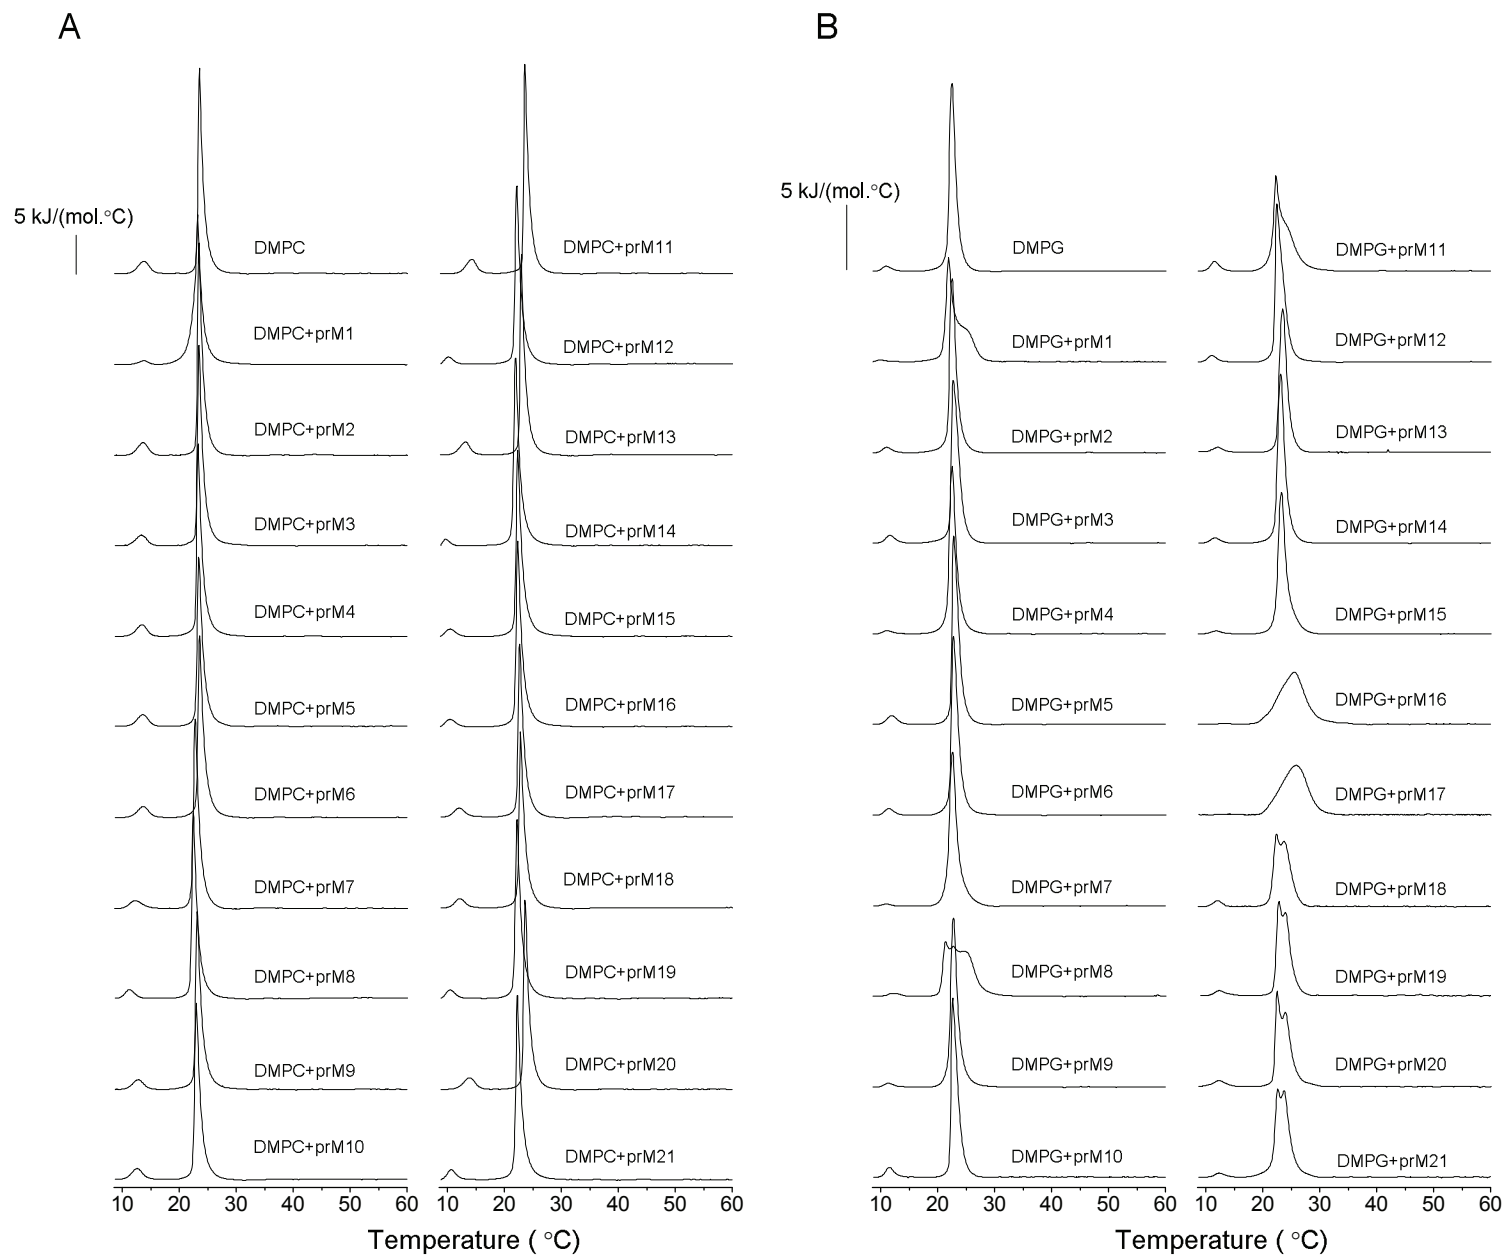 A
5 kJ/(mol.°C)
DMPC
DMPC+prM1
DMPC+prM2
DMPC+prM3
DMPC+prM4
DMPC+prM5
DMPC+prM6
DMPC+prM7
DMPC+prM8
DMPC+prM9
DMPC+prM10
10 20 30 40 50 60
DMPC+prM11
DMPC+prM12
DMPC+prM13
DMPC+prM14
DMPC+prM15
DMPC+prM16
DMPC+prM17
DMPC+prM18
DMPC+prM19
DMPC+prM20
DMPC+prM21
10 20 30 40 50 60
Temperature ( °C)
B
5 kJ/(mol.°C)
DMPG
DMPG+prM1
DMPG+prM2
DMPG+prM3
DMPG+prM4
DMPG+prM5
DMPG+prM6
DMPG+prM7
DMPG+prM8
DMPG+prM9
DMPG+prM10
10 20 30 40 50 60
DMPG+prM11
DMPG+prM12
DMPG+prM13
DMPG+prM14
DMPG+prM15
DMPG+prM16
DMPG+prM17
DMPG+prM18
DMPG+prM19
DMPG+prM20
DMPG+prM21
10 20 30 40 50 60
Temperature ( °C)